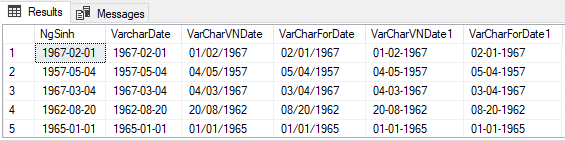 Results Messages
NgSinh VarcharDate VarCharVNDate VarCharForDate VarCharVNDate1 VarCharForDate1
1 1967-02-01 1967-02-01 01/02/1967 02/01/1967 01-02-1967 02-01-1967
2 1957-05-04 1957-05-04 04/05/1957 05/04/1957 04-05-1957 05-04-1957
3 1967-03-04 1967-03-04 04/03/1967 03/04/1967 04-03-1967 03-04-1967
4 1962-08-20 1962-08-20 20/08/1962 08/20/1962 20-08-1962 08-20-1962
5 1965-01-01 1965-01-01 01/01/1965 01/01/1965 01-01-1965 01-01-1965